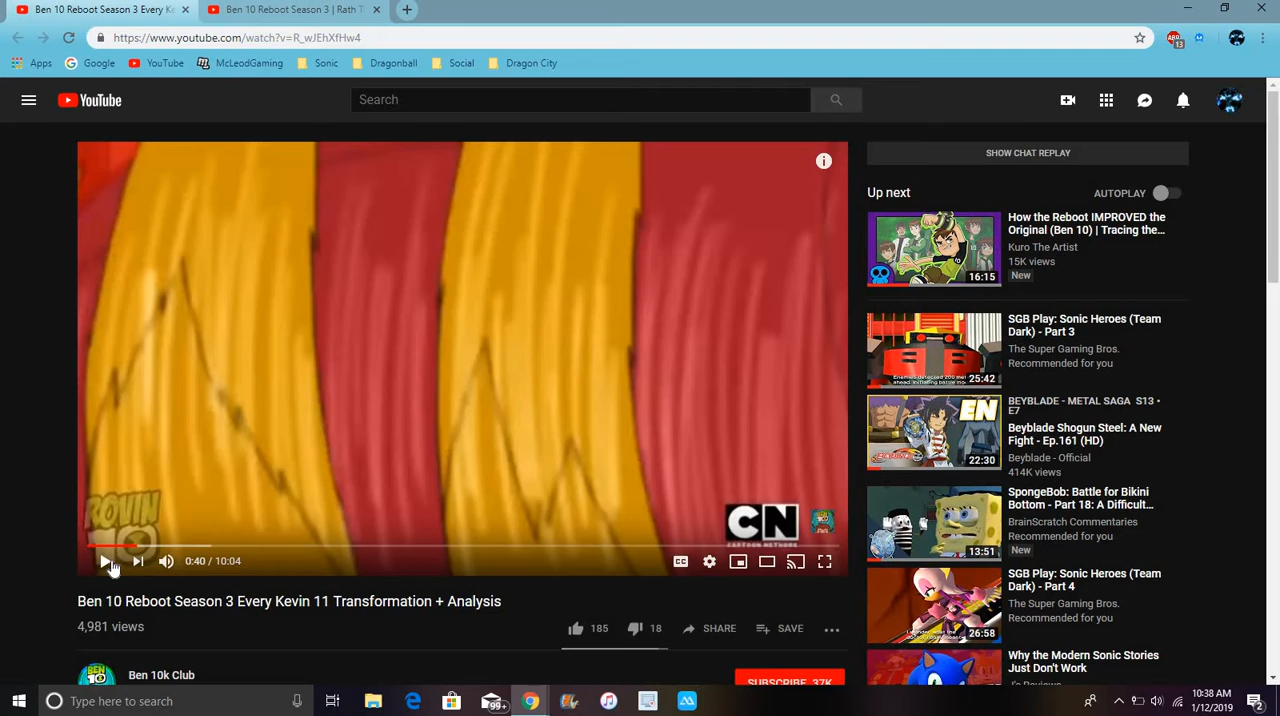 Ben 10 Reboot Season 3 Every Ke
Ben 10 Reboot Season 3 | Rath T
https://www.youtube.com/watch?v=R_wJEhXfHw4
13
Apps Google YouTube McLeodGaming Sonic Dragonball Social Dragon City
YouTube
Search
SHOW CHAT REPLAY
Up next
AUTOPLAY
How the Reboot IMPROVED the
Original (Ben 10) | Tracing the...
Kuro The Artist
15K views
New
16:15
SGB Play: Sonic Heroes (Team
Dark) - Part 3
The Super Gaming Bros.
Recommended for you
25:42
BEYBLADE - METAL SAGA S13 •
E7
Beyblade Shogun Steel: A New
Fight - Ep.161 (HD)
Beyblade - Official
414K views
EN
22:30
SpongeBob: Battle for Bikini
Bottom - Part 18: A Difficult...
BrainScratch Commentaries
Recommended for you
New
13:51
SGB Play: Sonic Heroes (Team
Dark) - Part 4
The Super Gaming Bros.
Recommended for you
26:58
Why the Modern Sonic Stories
Just Don't Work
CN
CARTOON NETWORK
0:40 / 10:04
Ben 10 Reboot Season 3 Every Kevin 11 Transformation + Analysis
4,981 views
185 18 SHARE SAVE
Ben 10k Club
SUBSCRIBE 37K
Type here to search
99+
10:38 AM
1/12/2019
2